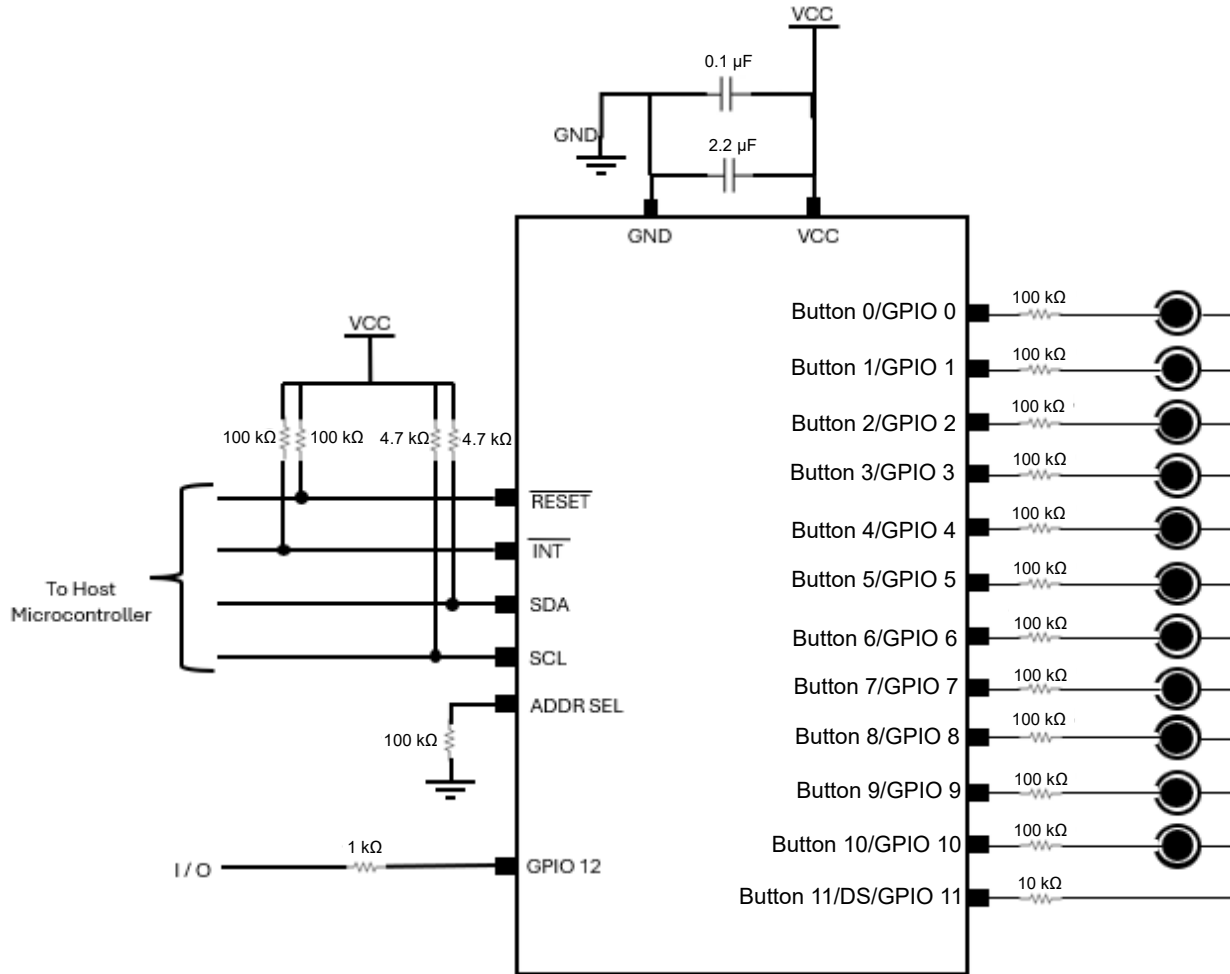 VCC
0.1 µF
GND
2.2 µF
GND
VCC
Button 0/GPIO 0
100 kΩ
Button 1/GPIO 1
100 kΩ
Button 2/GPIO 2
100 kΩ
Button 3/GPIO 3
100 kΩ
Button 4/GPIO 4
100 kΩ
Button 5/GPIO 5
100 kΩ
Button 6/GPIO 6
100 kΩ
Button 7/GPIO 7
100 kΩ
Button 8/GPIO 8
100 kΩ
Button 9/GPIO 9
100 kΩ
Button 10/GPIO 10
100 kΩ
Button 11/DS/GPIO 11
10 kΩ
VCC
100 kΩ
100 kΩ
4.7 kΩ
4.7 kΩ
RESET
INT
To Host
Microcontroller
SDA
SCL
ADDR SEL
100 kΩ
1 kΩ
I / O
GPIO 12